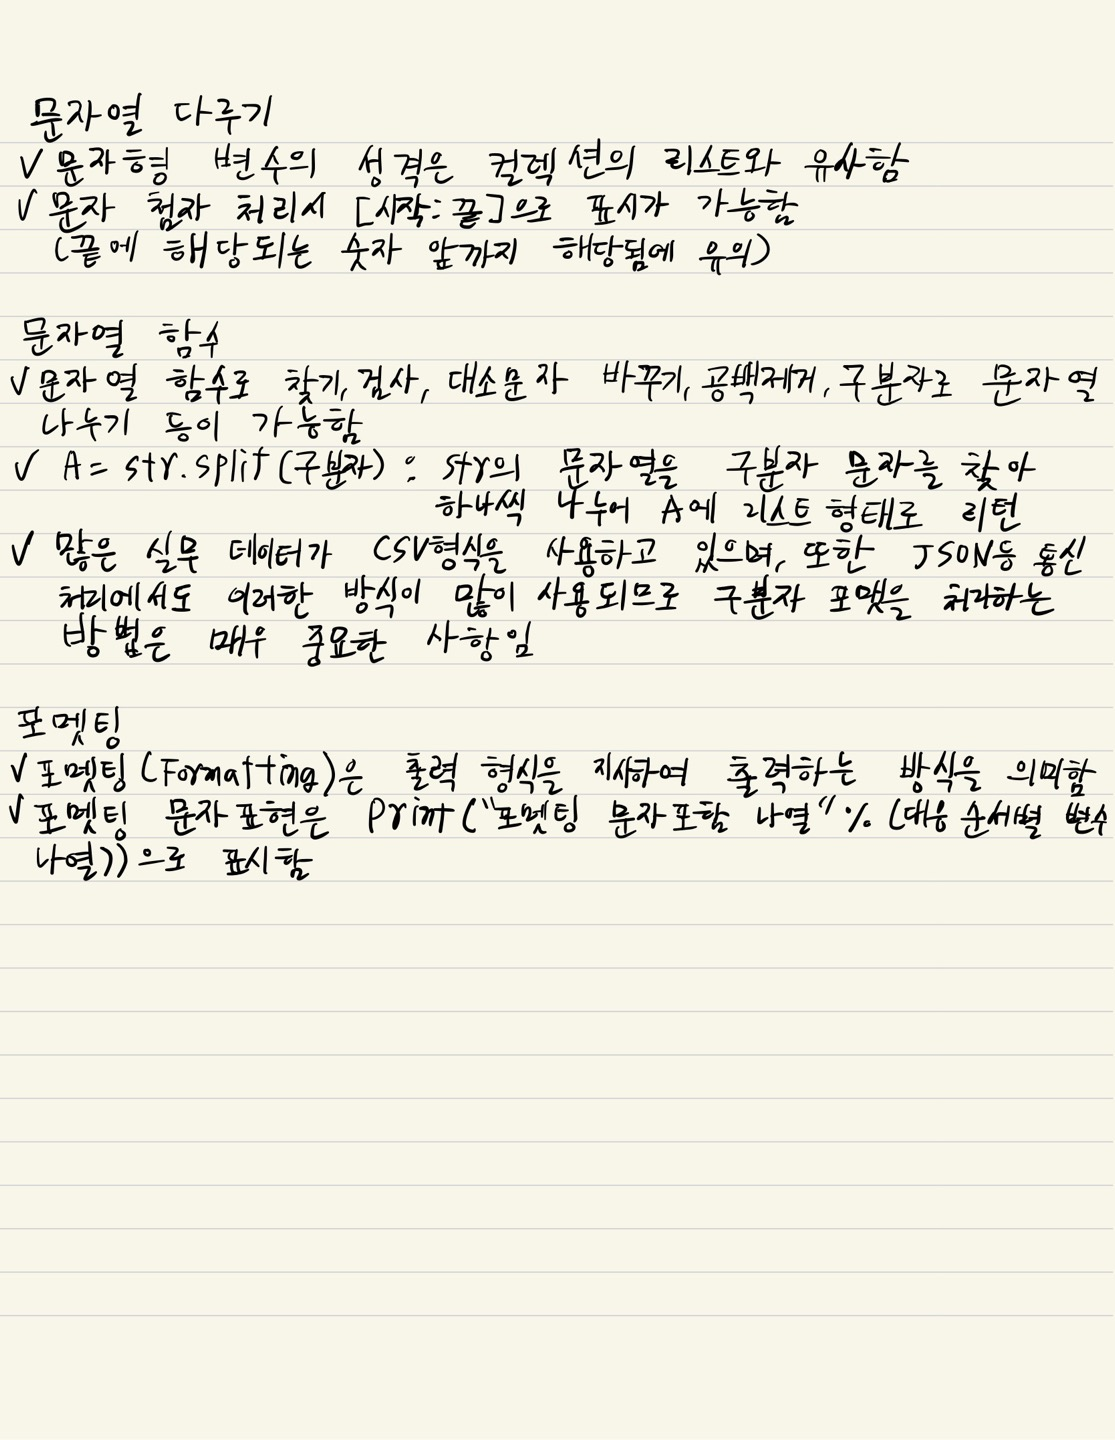 문자열 다루기
✓ 문자형 변수의 성격은 컬렉션의 리스트와 유사함
✓ 문자 첨자 처리시 [시작:끝]으로 표시가 가능함
(끝에 해당되는 숫자 앞까지 해당됨에 유의)
문자열 함수
✓ 문자열 함수로 찾기, 검사, 대소문자 바꾸기, 공백제거, 구분자로 문자열
나누기 등이 가능함
✓ A = str.split(구분자) : str의 문자열을 구분자 문자를 찾아
하나씩 나누어 A에 리스트 형태로 리턴
✓ 많은 실무 데이터가 CSV형식을 사용하고 있으며, 또한 JSON등 통신
처리에서도 이러한 방식이 많이 사용되므로 구분자 포맷을 처리하는
방법은 매우 중요한 사항임
포멧팅
✓ 포멧팅(Formatting)은 출력 형식을 지사하여 출력하는 방식을 의미함
✓ 포멧팅 문자표현은 Print("포멧팅 문자포함 나열"% (대응 순서별 변수
나열))으로 표시함